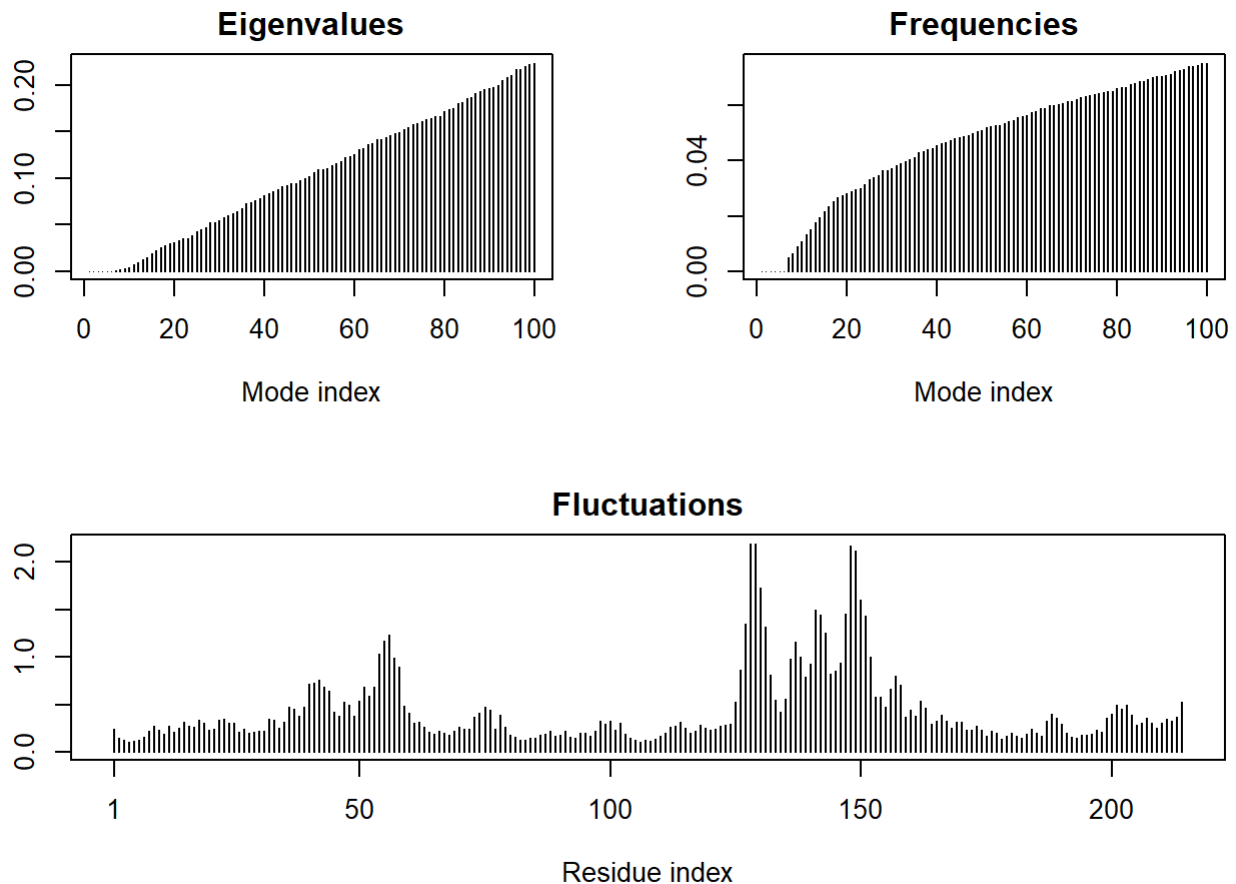 Eigenvalues
0.00 0.10 0.20
0 20 40 60 80 100
Mode index
Frequencies
0.00 0.04
0 20 40 60 80 100
Mode index
Fluctuations
0.0 1.0 2.0
1 50 100 150 200
Residue index